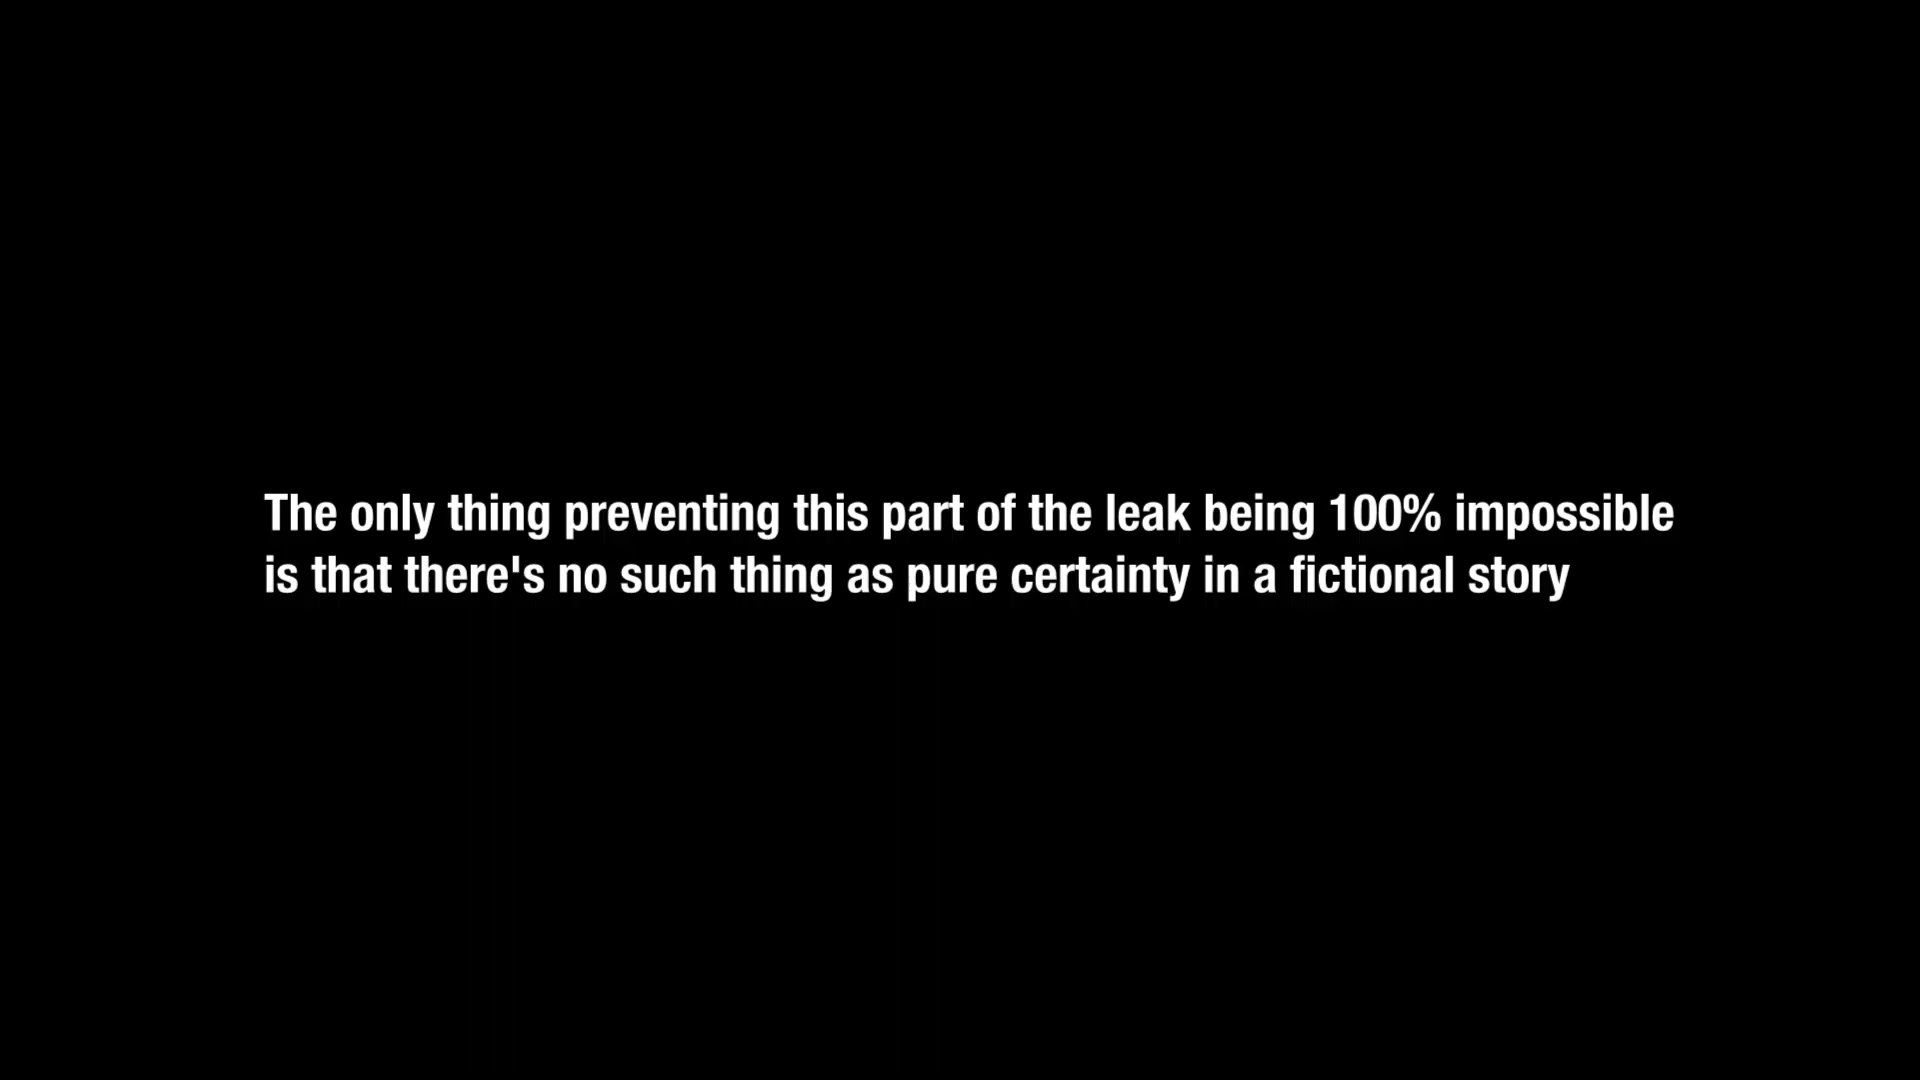 The only thing preventing this part of the leak being 100% impossible
is that there's no such thing as pure certainty in a fictional story